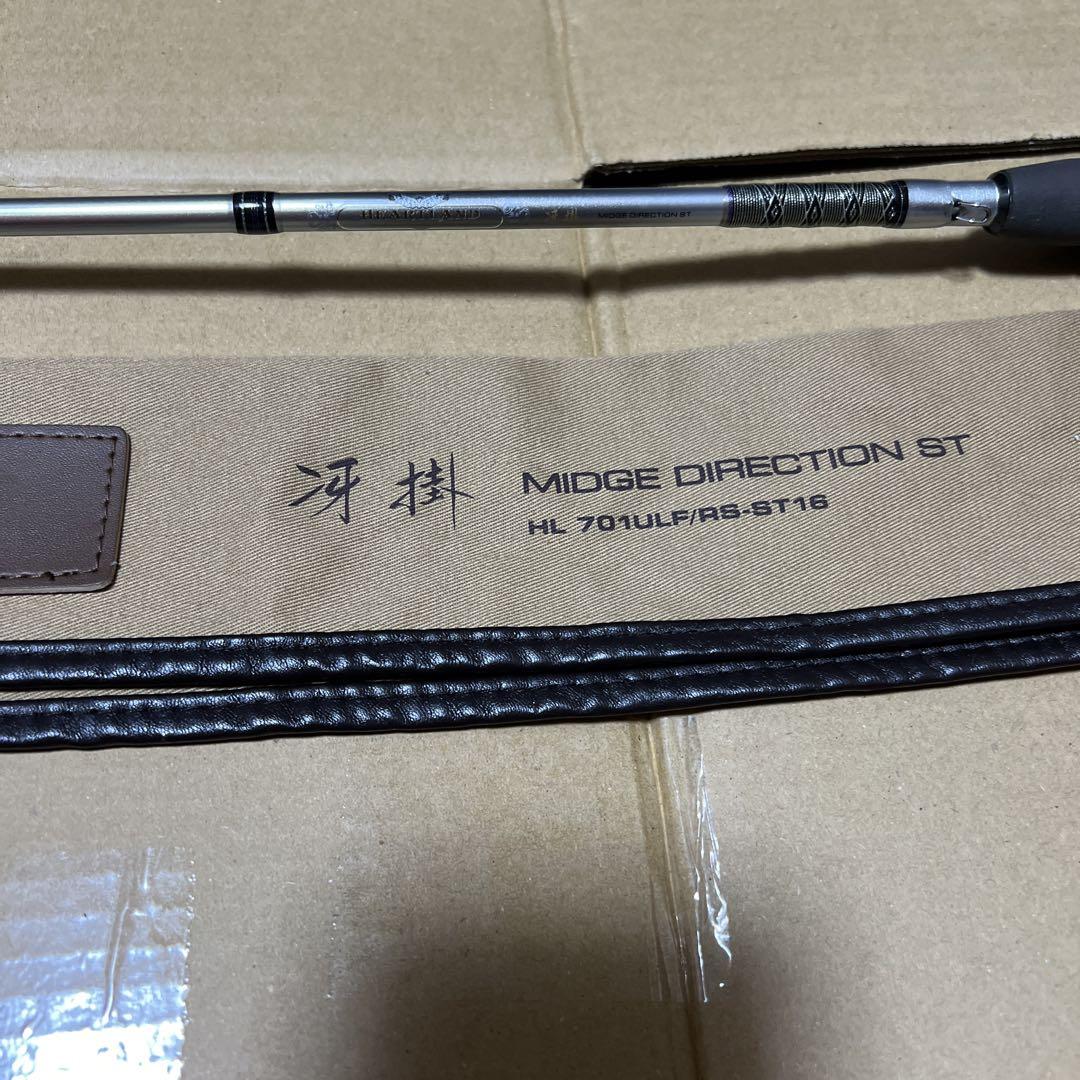 HEARTLAND 冴掛 MIDGE DIRECTION ST
冴掛 MIDGE DIRECTION ST
HL 701ULF/RS-ST16